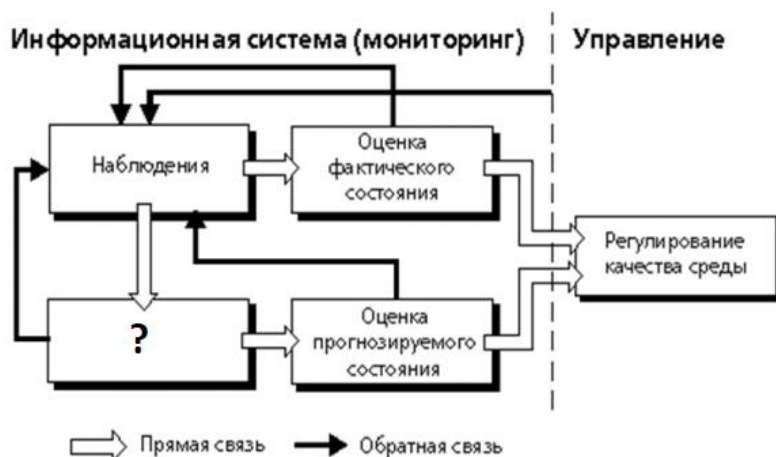 Информационная система (мониторинг)
Управление
Наблюдения
Оценка
фактического
состояния
Регулирование
качества среды
?
Оценка
прогнозируемого
состояния
Прямая связь
Обратная связь